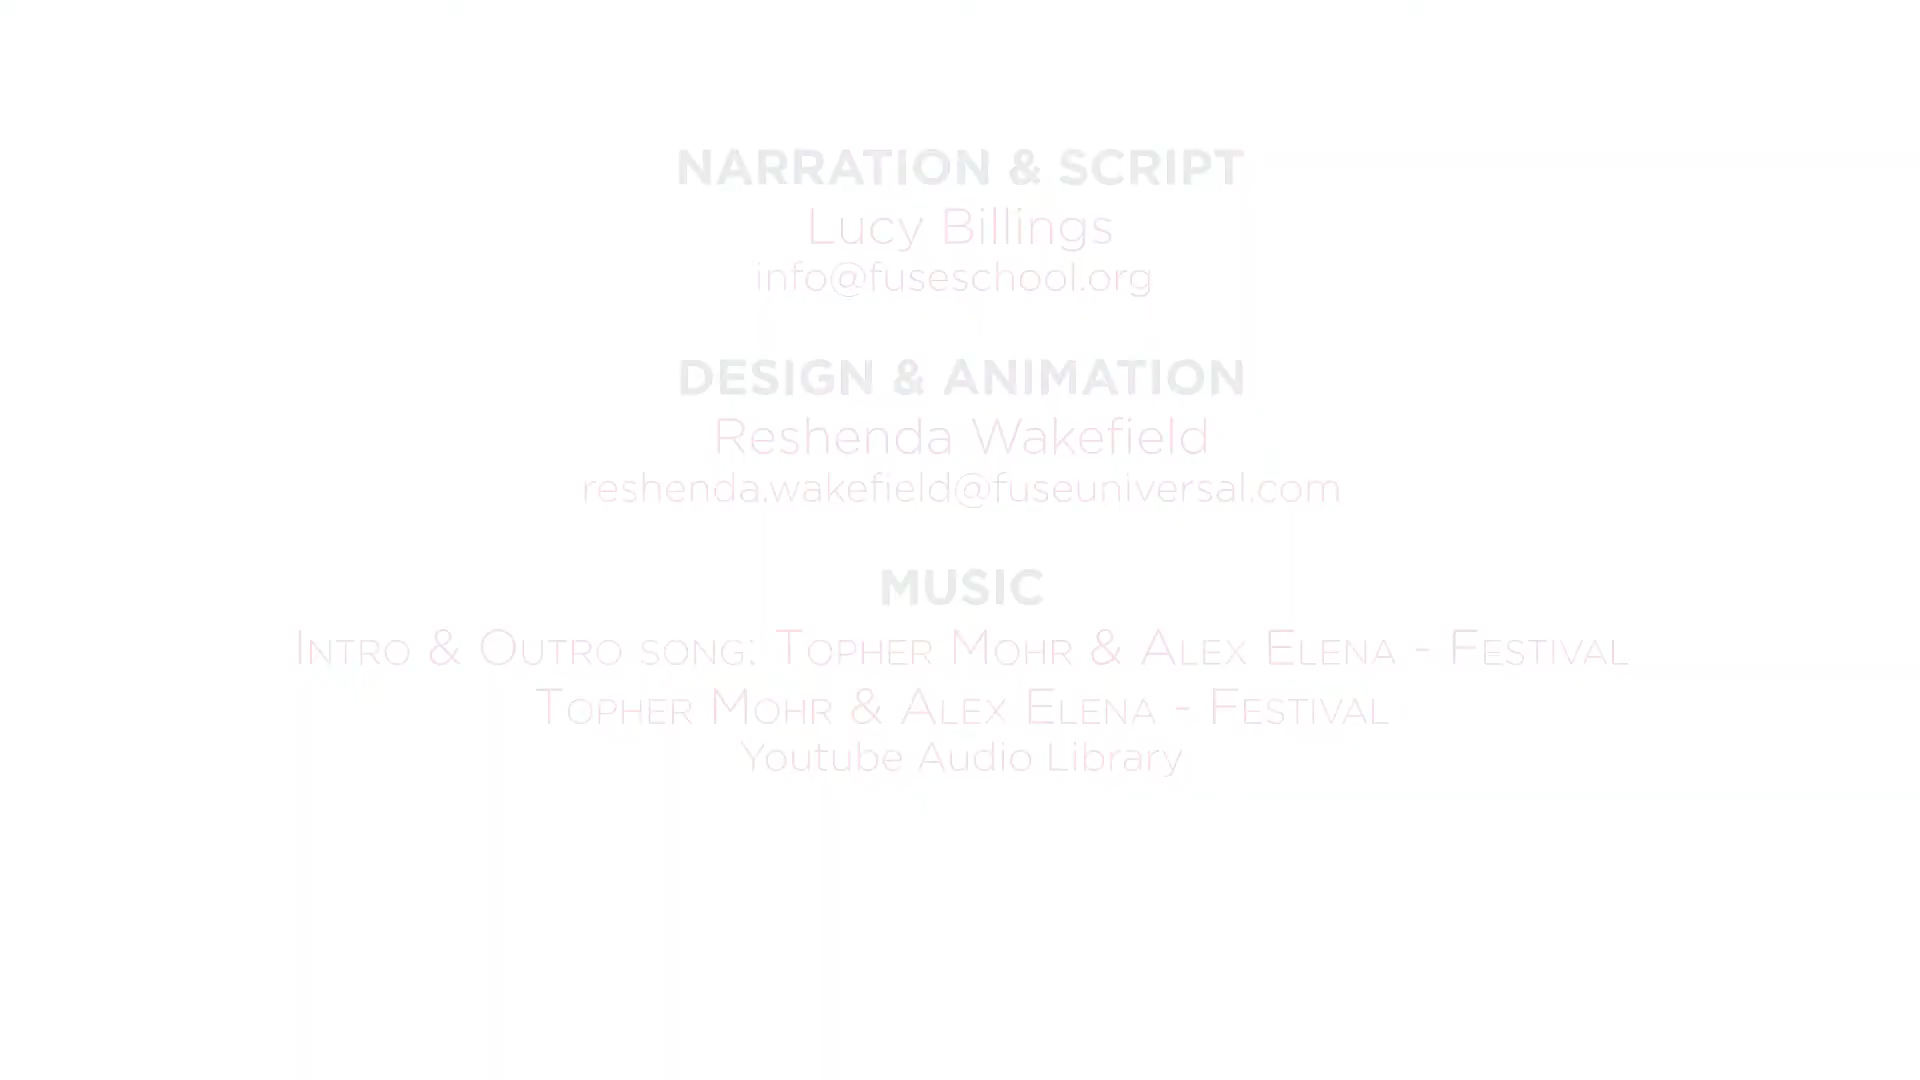 NARRATION & SCRIPT
Lucy Billings
info@fuseschool.org
DESIGN & ANIMATION
Reshenda Wakefield
reshenda.wakefield@fuseuniversal.com
MUSIC
Intro & Outro song: Topher Mohr & Alex Elena - Festival
Topher Mohr & Alex Elena - Festival
Youtube Audio Library